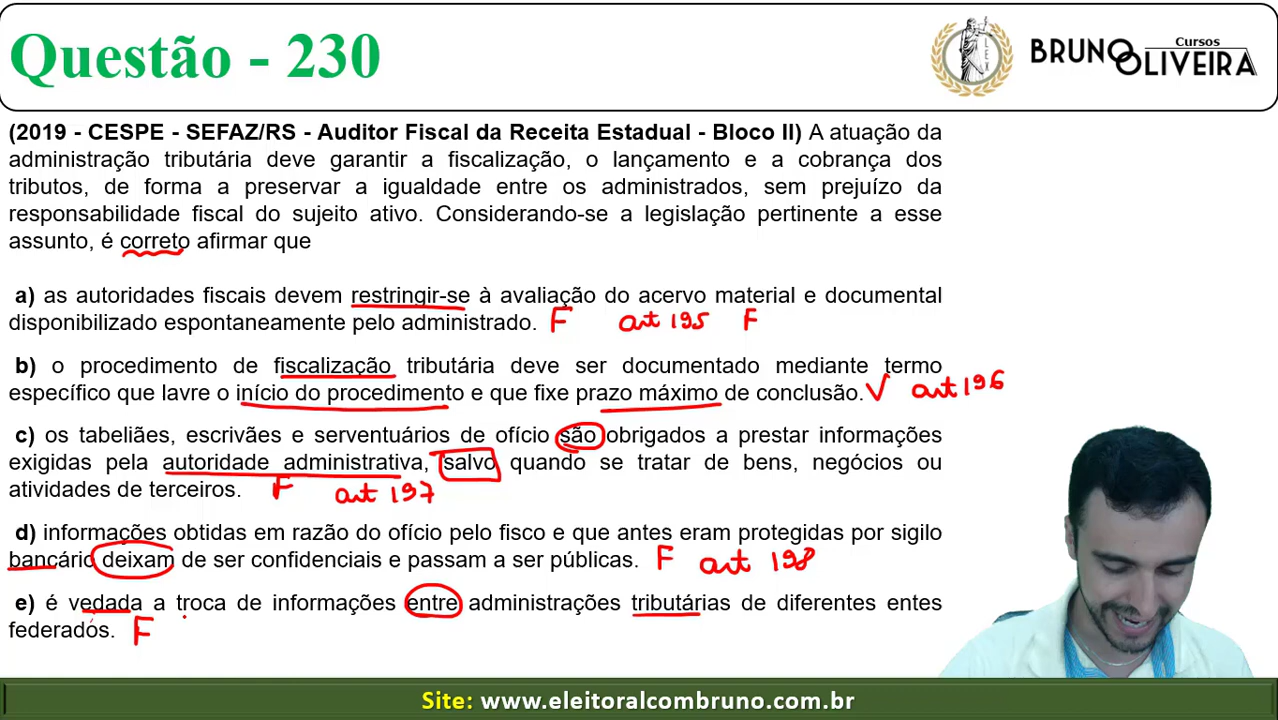 Questão - 230
LEX
BRUNO
Cursos
OLIVEIRA
(2019 - CESPE - SEFAZ/RS - Auditor Fiscal da Receita Estadual - Bloco II) A atuação da
administração tributária deve garantir a fiscalização, o lançamento e a cobrança dos
tributos, de forma a preservar a igualdade entre os administrados, sem prejuízo da
responsabilidade fiscal do sujeito ativo. Considerando-se a legislação pertinente a esse
assunto, é correto afirmar que
a) as autoridades fiscais devem restringir-se à avaliação do acervo material e documental
disponibilizado espontaneamente pelo administrado. F art 195 F
b) o procedimento de fiscalização tributária deve ser documentado mediante termo
específico que lavre o início do procedimento e que fixe prazo máximo de conclusão. V art 196
c) os tabeliães, escrivães e serventuários de ofício são obrigados a prestar informações
exigidas pela autoridade administrativa, salvo quando se tratar de bens, negócios ou
atividades de terceiros. F art 197
d) informações obtidas em razão do ofício pelo fisco e que antes eram protegidas por sigilo
bancário deixam de ser confidenciais e passam a ser públicas. F art 198
e) é vedada a troca de informações entre administrações tributárias de diferentes entes
federados. F
Site: www.eleitoralcombruno.com.br